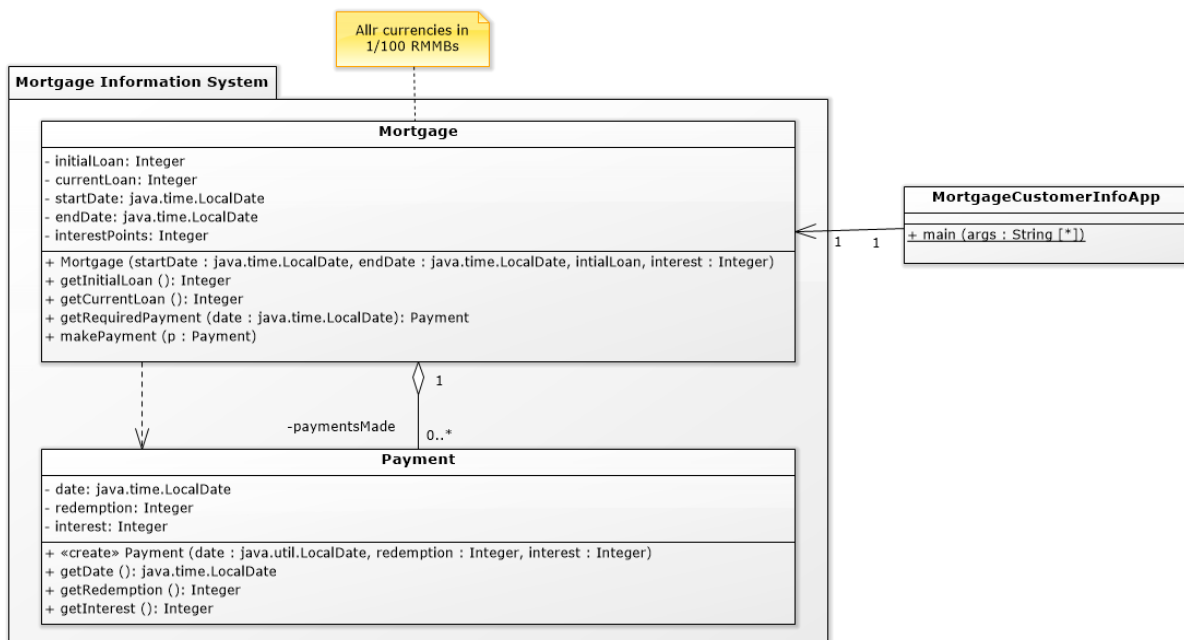 Allr currencies in
1/100 RMMBs
Mortgage Information System
Mortgage
- initialLoan: Integer
- currentLoan: Integer
- startDate: java.time.LocalDate
- endDate: java.time.LocalDate
- interestPoints: Integer
+ Mortgage (startDate : java.time.LocalDate, endDate : java.time.LocalDate, intialLoan, interest : Integer)
+ getInitialLoan (): Integer
+ getCurrentLoan (): Integer
+ getRequiredPayment (date : java.time.LocalDate): Payment
+ makePayment (p : Payment)
MortgageCustomerInfoApp
+ main (args : String [*])
1 1
1
-paymentsMade
0..*
Payment
- date: java.time.LocalDate
- redemption: Integer
- interest: Integer
+ «create» Payment (date : java.util.LocalDate, redemption : Integer, interest : Integer)
+ getDate (): java.time.LocalDate
+ getRedemption (): Integer
+ getInterest (): Integer